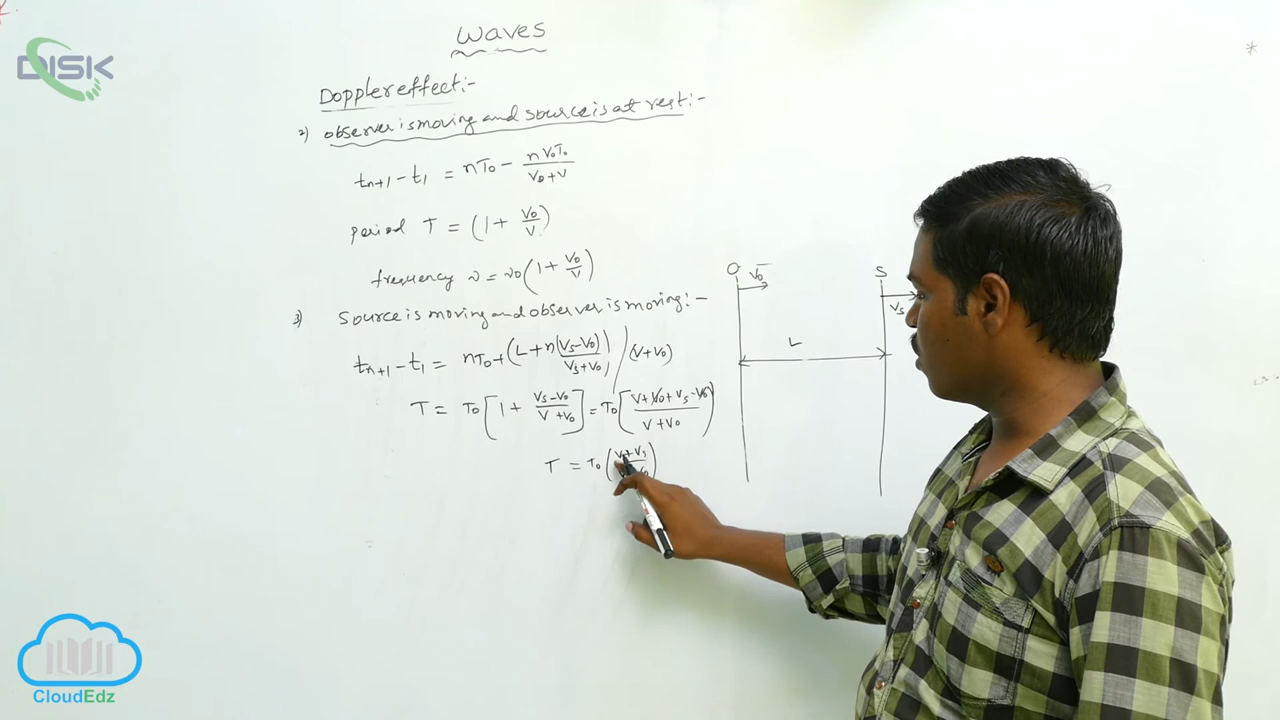 Waves
DISK
Doppler effect:-
2) observer is moving and source is at rest:-
tn+1 - t1 = nT0 - nV0T0/(V0+V)
period T = (1 + V0/V)
frequency ν = ν0 (1 + V0/V)
3) Source is moving and observer is moving:-
tn+1 - t1 = nT0 + (L + n(Vs-V0)/(Vs+V0)) / (V+V0)
T = T0 [1 + (Vs-V0)/(V+V0)] = T0 [(V+V0+Vs-V0)/(V+V0)]
T = T0
O V0 S
Vs
L
CloudEdz